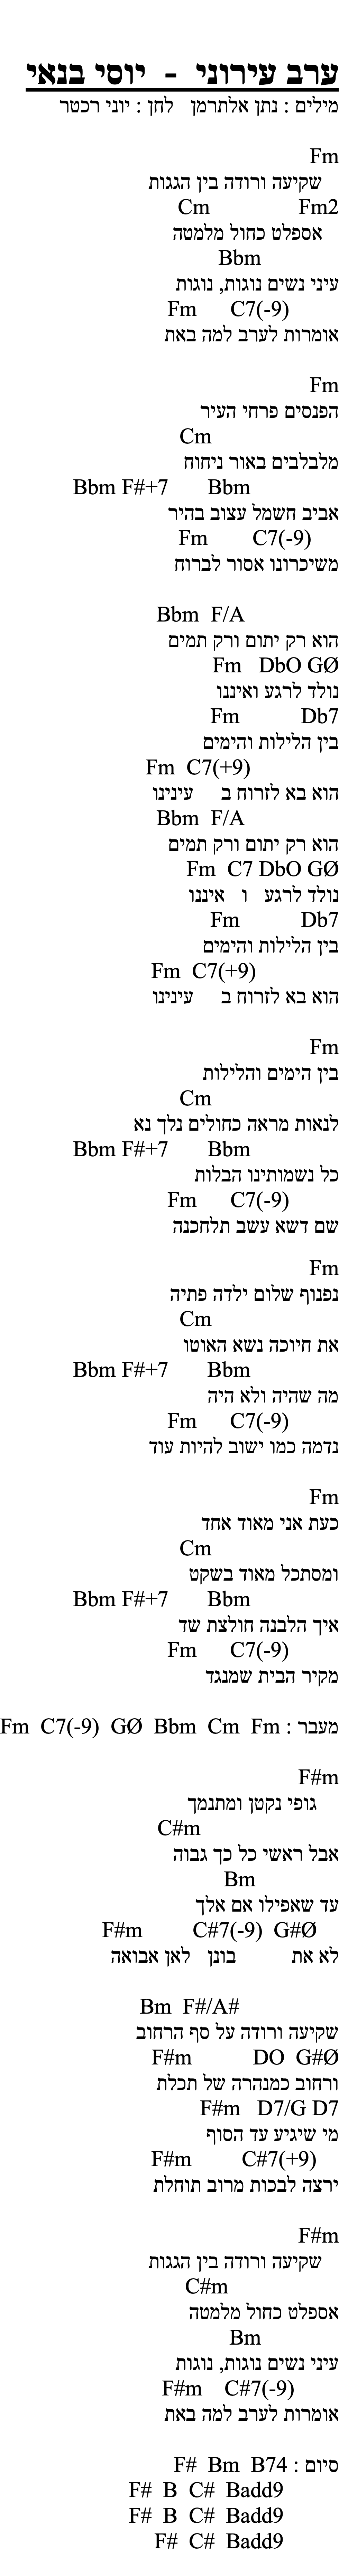 ערב עירוני - יוסי בנאי
מילים : נתן אלתרמן לחן : יוני רכטר
Fm
שקיעה ורודה בין הגגות
Cm Fm2
אספלט כחול מלמטה
Bbm
עיני נשים נוגות, נוגות
Fm C7(-9)
אומרות לערב למה באת
Fm
הפנסים פרחי העיר
Cm
מלבלבים באור ניחוח
Bbm F#+7 Bbm
אביב חשמל עצוב בהיר
Fm C7(-9)
משיכרונו אסור לברוח
Bbm F/A
הוא רק יתום ורק תמים
Fm DbO GØ
נולד לרגע ואיננו
Fm Db7
בין הלילות והימים
Fm C7(+9)
הוא בא לזרוח ב עינינו
Bbm F/A
הוא רק יתום ורק תמים
Fm C7 DbO GØ
נולד לרגע ו איננו
Fm Db7
בין הלילות והימים
Fm C7(+9)
הוא בא לזרוח ב עינינו
Fm
בין הימים והלילות
Cm
לנאות מראה כחולים נלך נא
Bbm F#+7 Bbm
כל נשמותינו הבלות
Fm C7(-9)
שם דשא עשב תלחכנה
Fm
נפנוף שלום ילדה פתיה
Cm
את חיוכה נשא האוטו
Bbm F#+7 Bbm
מה שהיה ולא היה
Fm C7(-9)
נדמה כמו ישוב להיות עוד
Fm
כעת אני מאוד אחד
Cm
ומסתכל מאוד בשקט
Bbm F#+7 Bbm
איך הלבנה חולצת שד
Fm C7(-9)
מקיר הבית שמנגד
מעבר : Fm C7(-9) GØ Bbm Cm Fm
F#m
גופי נקטן ומתנמך
C#m
אבל ראשי כל כך גבוה
Bm
עד שאפילו אם אלך
F#m C#7(-9) G#Ø
לא את בונן לאן אבואה
Bm F#/A#
שקיעה ורודה על סף הרחוב
F#m DO G#Ø
ורחוב כמנהרה של תכלת
F#m D7/G D7
מי שיגיע עד הסוף
F#m C#7(+9)
ירצה לבכות מרוב תוחלת
F#m
שקיעה ורודה בין הגגות
C#m
אספלט כחול מלמטה
Bm
עיני נשים נוגות, נוגות
F#m C#7(-9)
אומרות לערב למה באת
סיום : F# Bm B74
F# B C# Badd9
F# B C# Badd9
F# C# Badd9